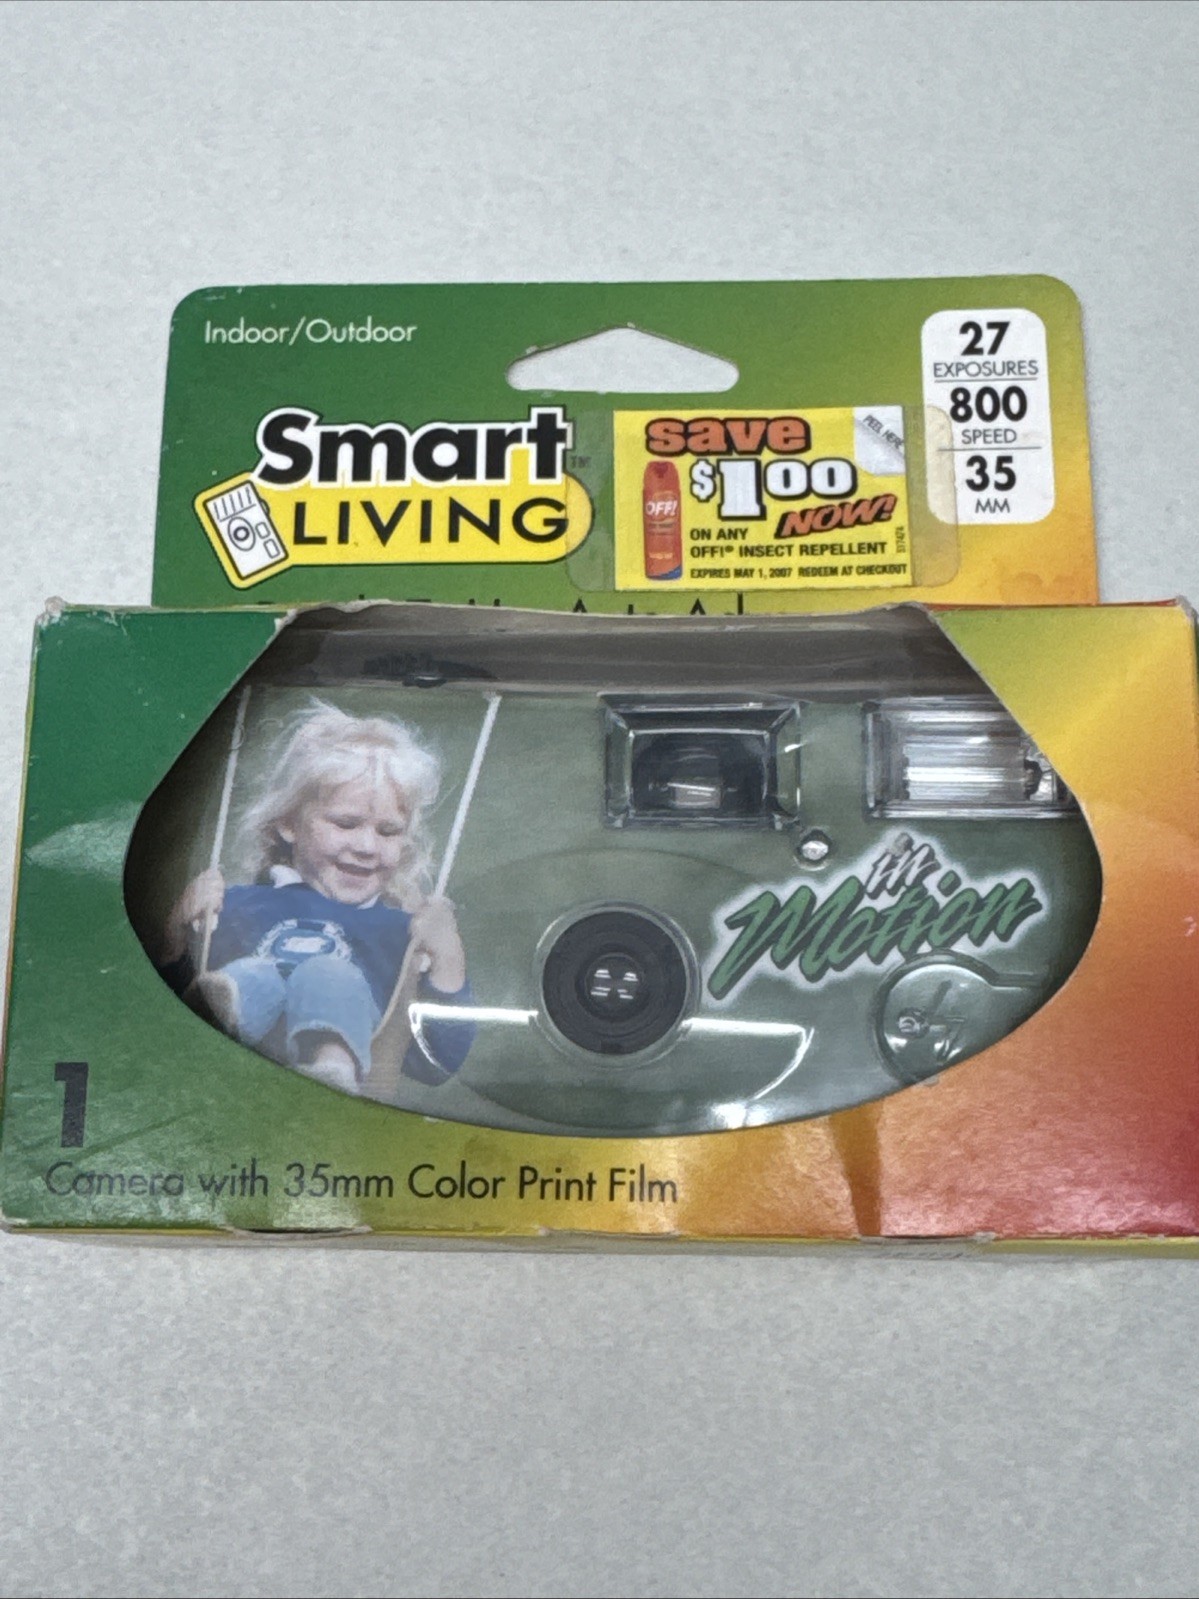 Indoor/Outdoor
27
EXPOSURES
800
SPEED
35
MM
Smart™
LIVING
save
$1.00
NOW!
PEEL HERE
OFF!
ON ANY
OFF!® INSECT REPELLENT
EXPIRES MAY 1, 2007 REDEEM AT CHECKOUT
in
Motion
1
Camera with 35mm Color Print Film